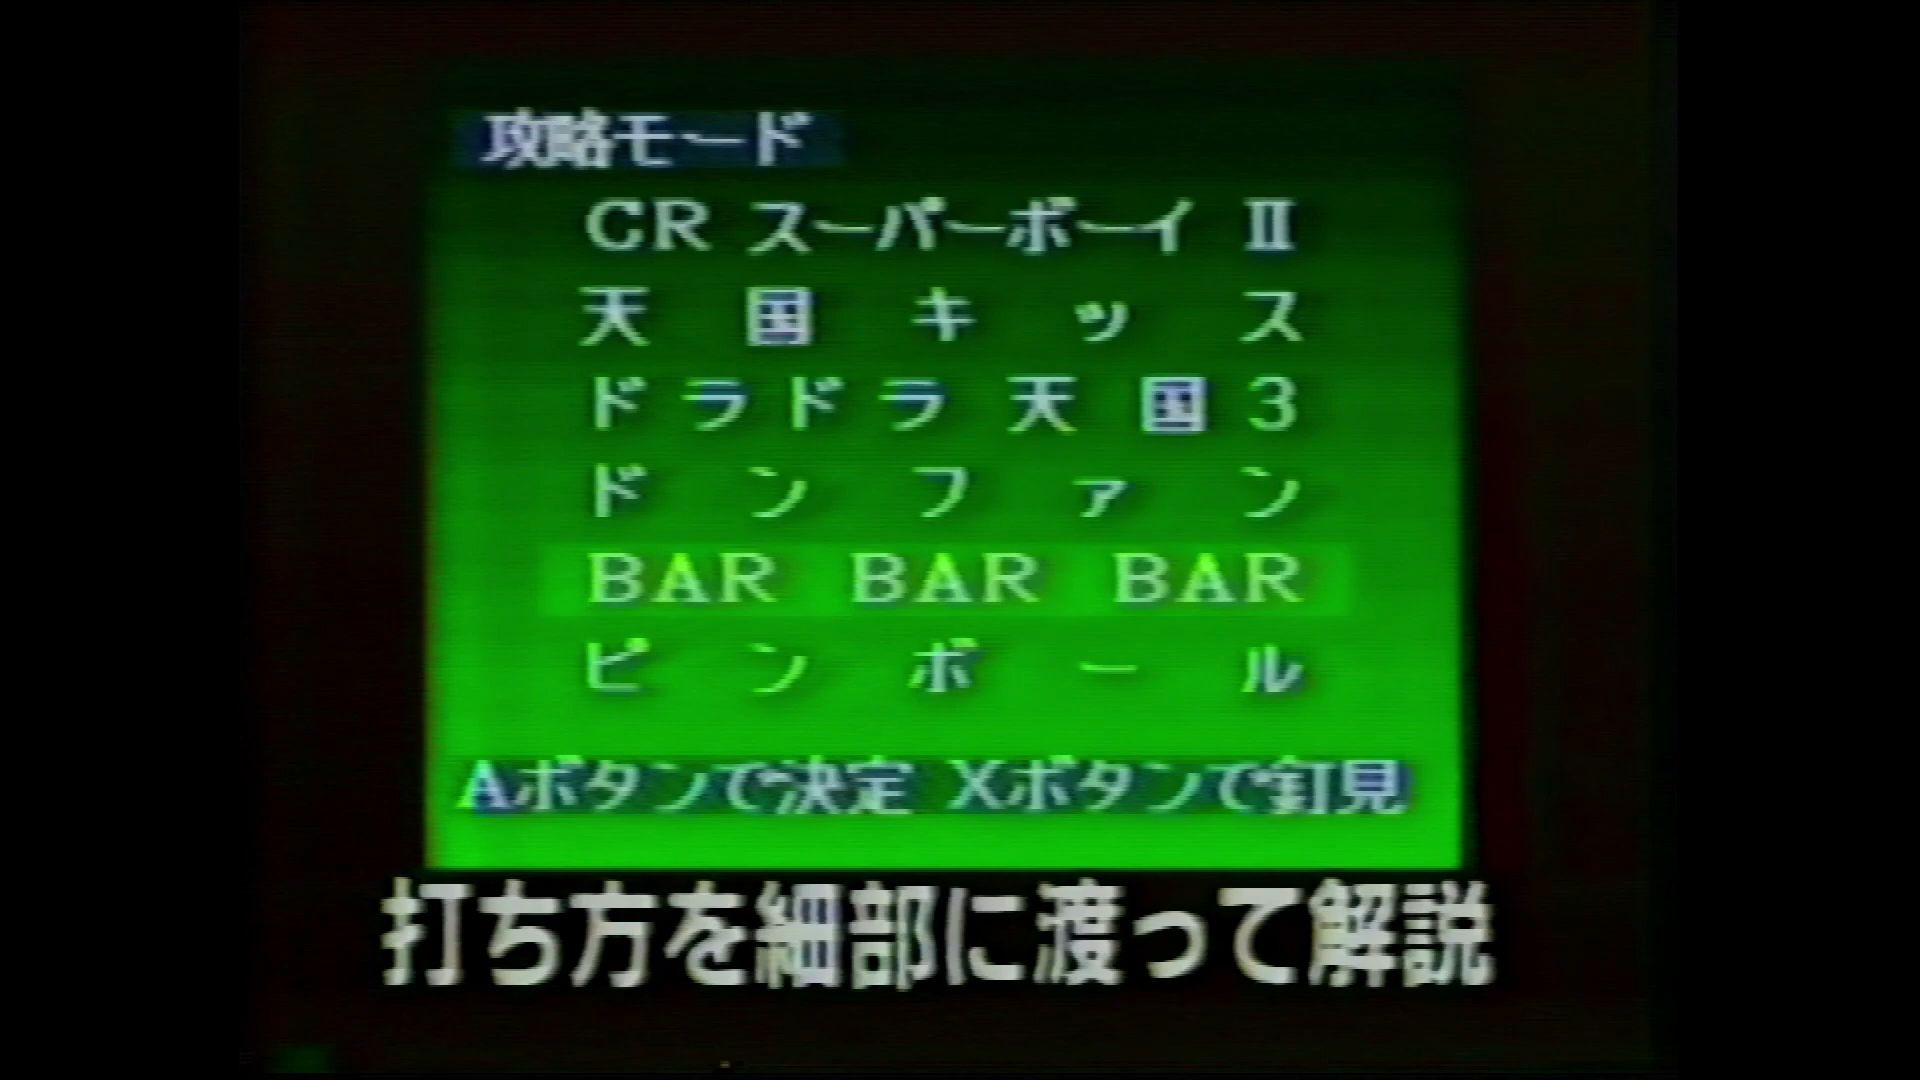 攻略モード
CR スーパーボーイ II
天国キッス
ドラドラ天国3
ドンファン
BAR BAR BAR
ピンボール
Aボタンで決定 Xボタンで釘見
打ち方を細部に渡って解説